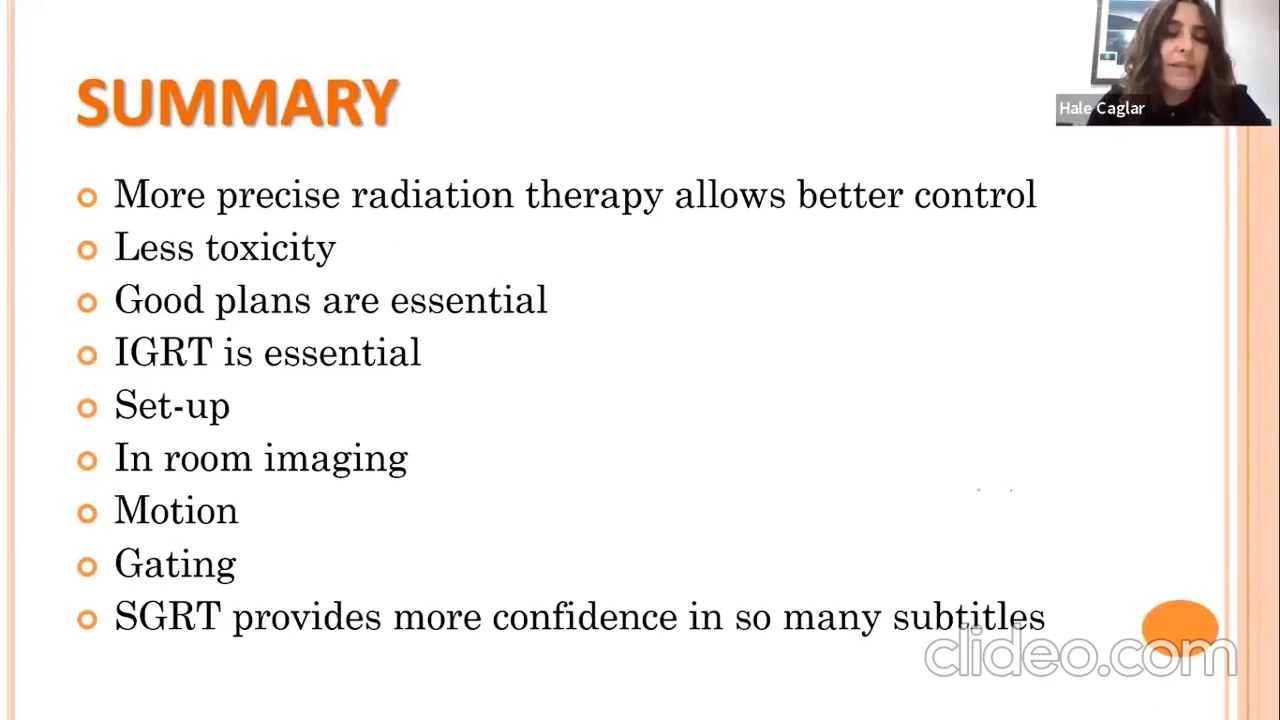 SUMMARY
Hale Caglar
More precise radiation therapy allows better control
Less toxicity
Good plans are essential
IGRT is essential
Set-up
In room imaging
Motion
Gating
SGRT provides more confidence in so many subtitles
clideo.com